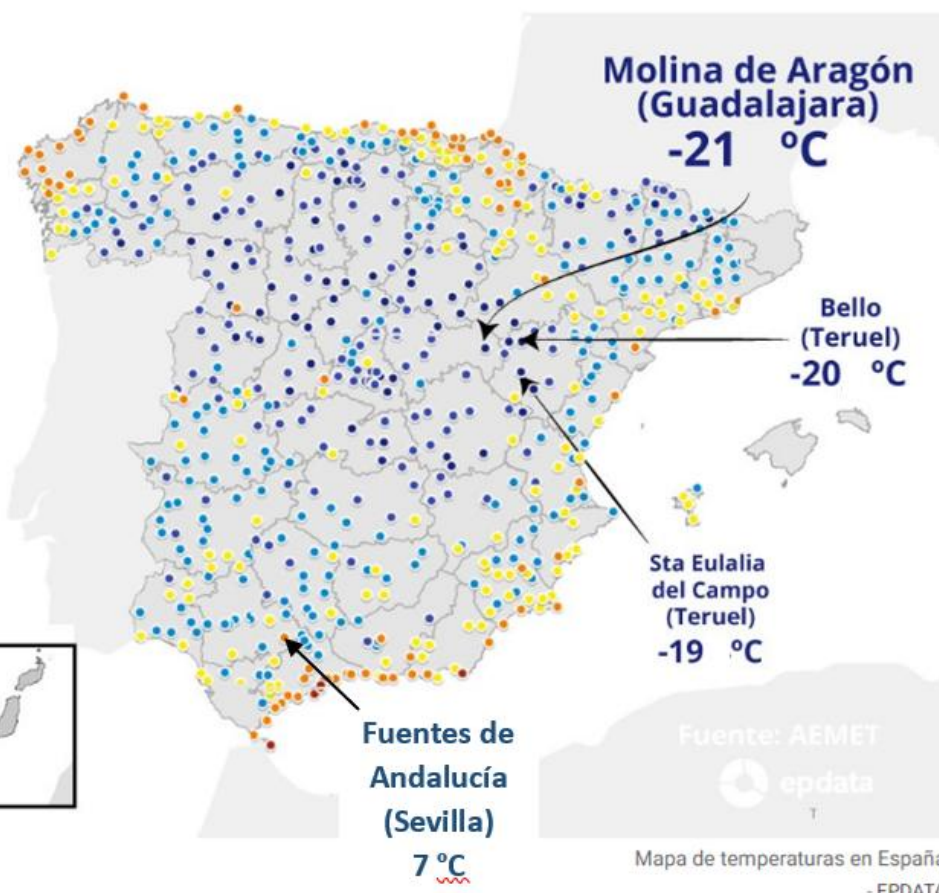 Molina de Aragón
(Guadalajara)
-21 ºC
Bello
(Teruel)
-20 ºC
Sta Eulalia
del Campo
(Teruel)
-19 ºC
Fuentes de
Andalucía
(Sevilla)
7 ºC
Fuente: AEMET
epdata
T
Mapa de temperaturas en España
- EPDATA